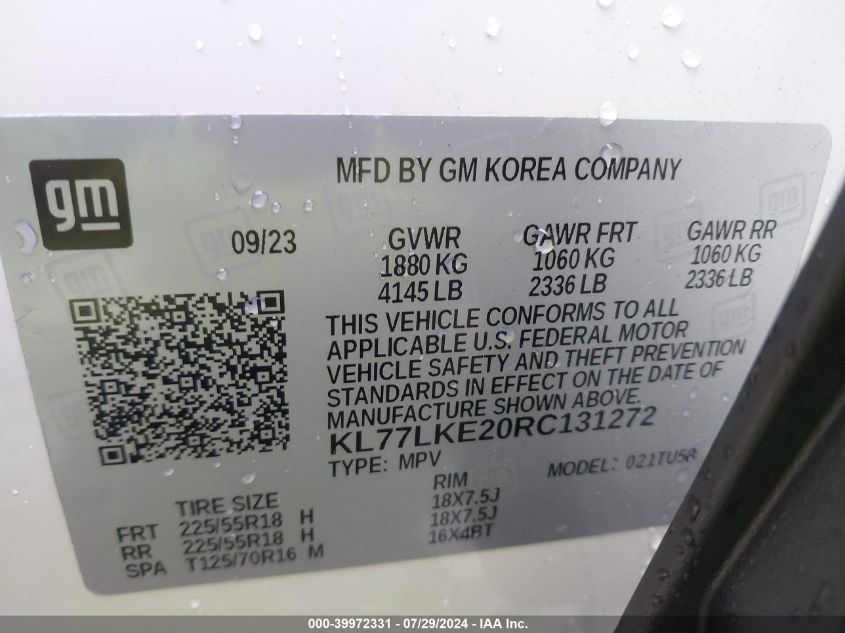 gm
MFD BY GM KOREA COMPANY
09/23
GVWR GAWR FRT GAWR RR
1880 KG 1060 KG 1060 KG
4145 LB 2336 LB 2336 LB
THIS VEHICLE CONFORMS TO ALL
APPLICABLE U.S. FEDERAL MOTOR
VEHICLE SAFETY AND THEFT PREVENTION
STANDARDS IN EFFECT ON THE DATE OF
MANUFACTURE SHOWN ABOVE.
KL77LKE20RC131272
TYPE: MPV MODEL: 021TU58
TIRE SIZE RIM
FRT 225/55R18 H 18X7.5J
RR 225/55R18 H 18X7.5J
SPA T125/70R16 M 16X4BT
000-39972331 - 07/29/2024 - IAA Inc.